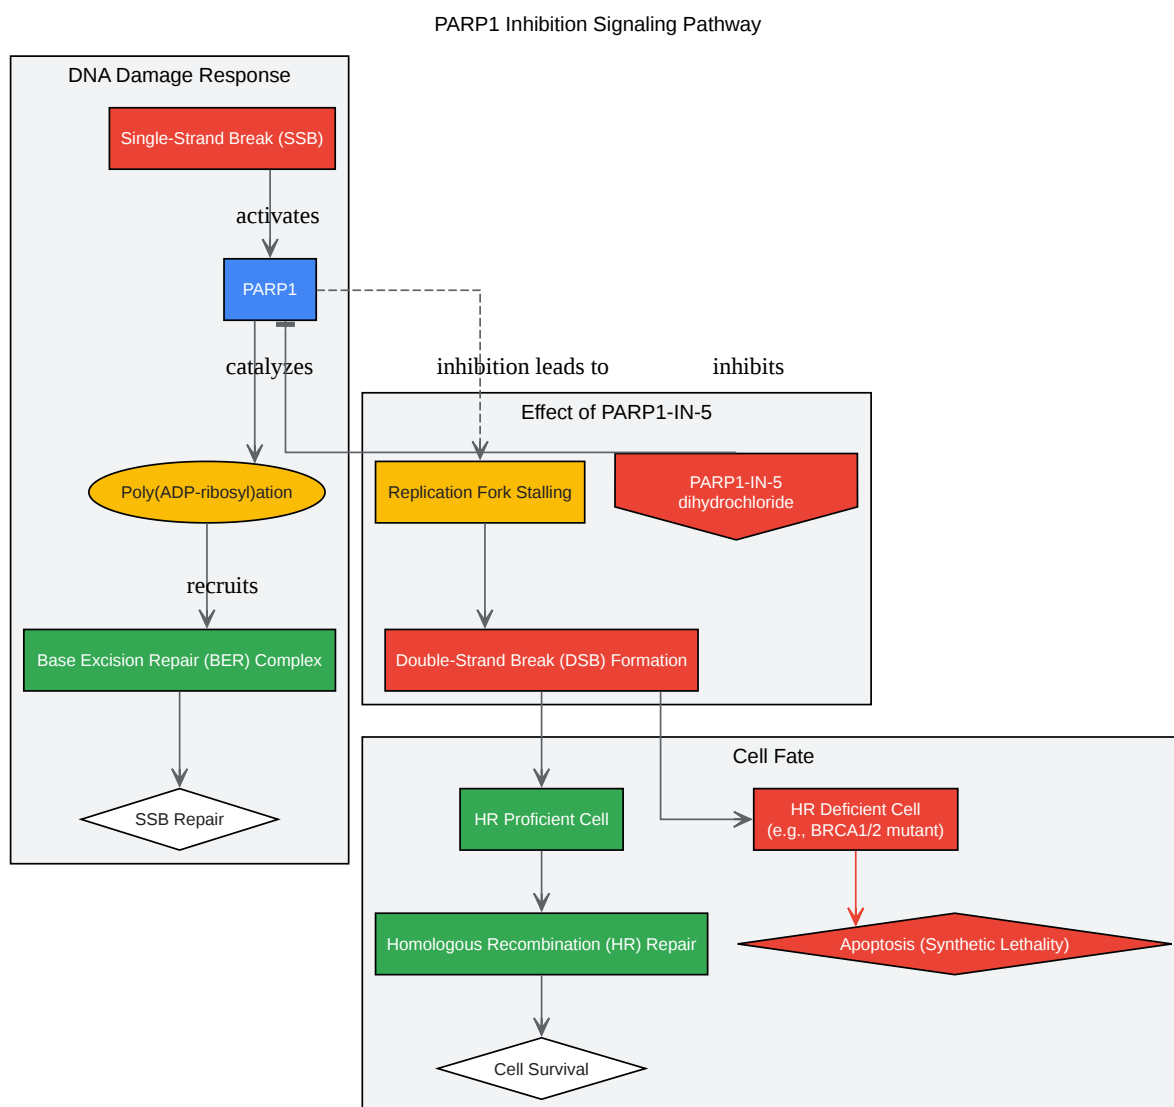 PARP1 Inhibition Signaling Pathway
DNA Damage Response
Single-Strand Break (SSB)
activates
PARP1
catalyzes
inhibition leads to
inhibits
Effect of PARP1-IN-5
Poly(ADP-ribosyl)ation
Replication Fork Stalling
PARP1-IN-5
dihydrochloride
recruits
Base Excision Repair (BER) Complex
Double-Strand Break (DSB) Formation
Cell Fate
SSB Repair
HR Proficient Cell
HR Deficient Cell
(e.g., BRCA1/2 mutant)
Homologous Recombination (HR) Repair
Apoptosis (Synthetic Lethality)
Cell Survival